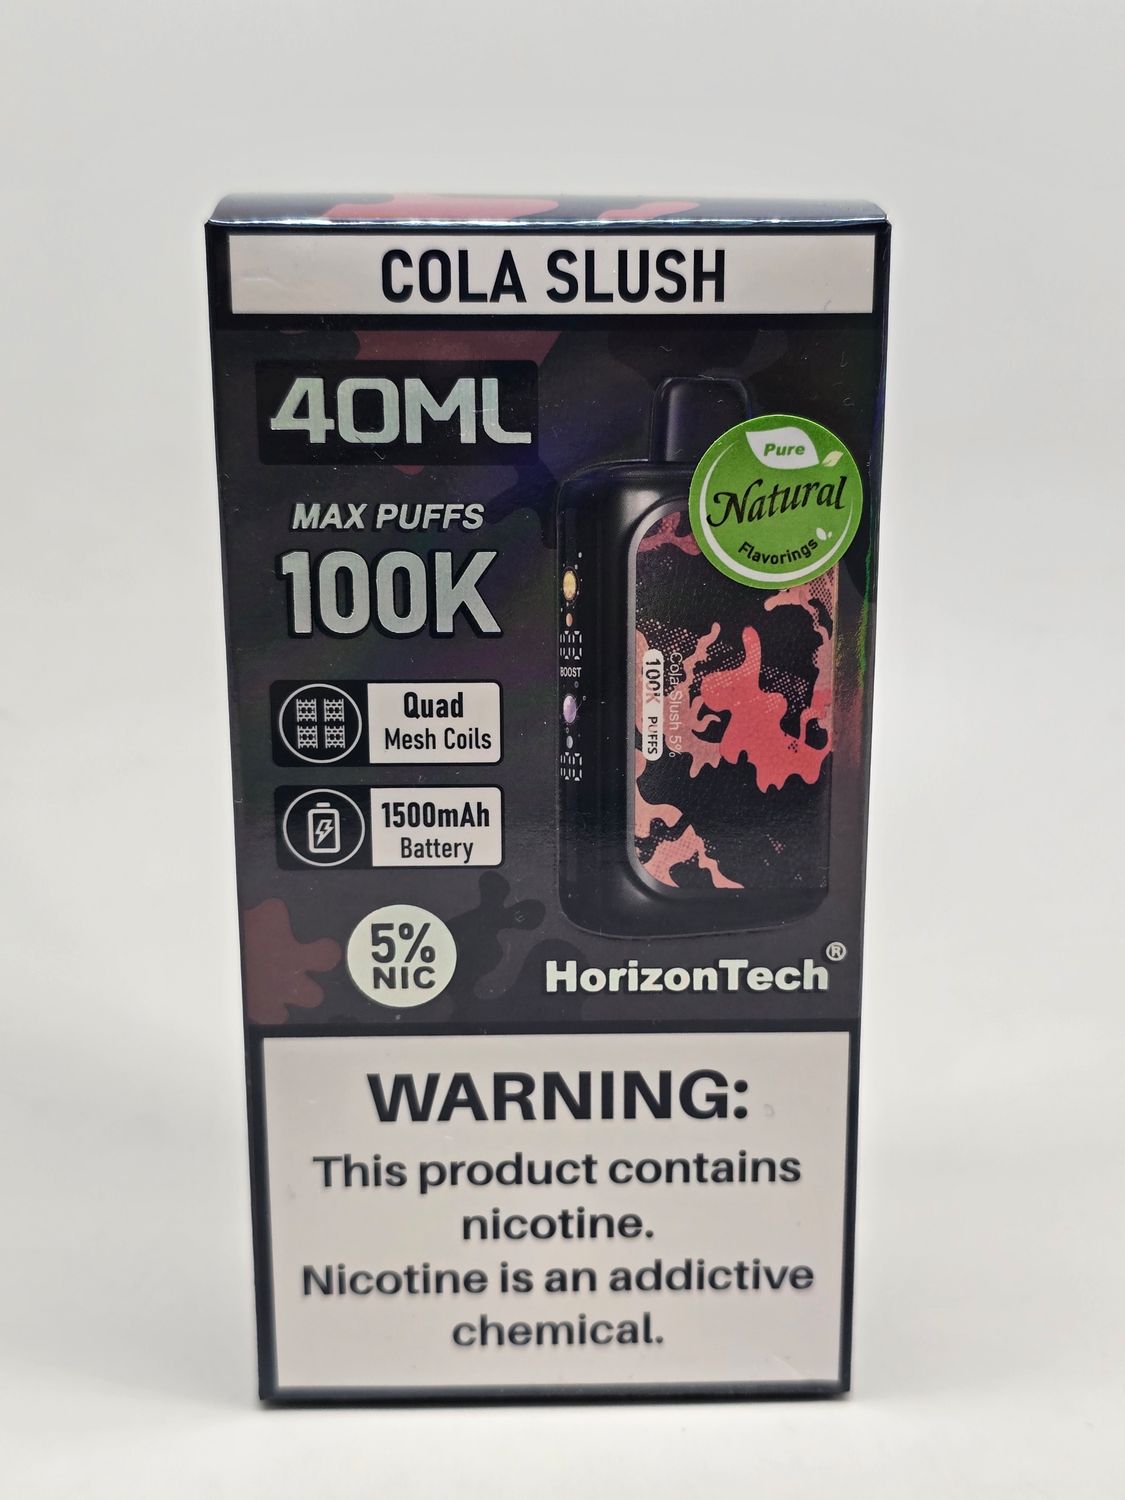 COLA SLUSH
40ML
MAX PUFFS
100K
Quad
Mesh Coils
1500mAh
Battery
5%
NIC
Pure
Natural
Flavorings
BOOST
Cola Slush 5%
100K PUFFS
HorizonTech®
WARNING:
This product contains
nicotine.
Nicotine is an addictive
chemical.